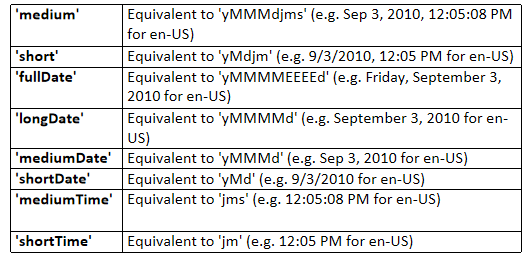 'medium' Equivalent to 'yMMMdjms' (e.g. Sep 3, 2010, 12:05:08 PM
for en-US)
'short' Equivalent to 'yMdjm' (e.g. 9/3/2010, 12:05 PM for en-US)
'fullDate' Equivalent to 'yMMMMEEEEd' (e.g. Friday, September 3,
2010 for en-US)
'longDate' Equivalent to 'yMMMMd' (e.g. September 3, 2010 for en-
US)
'mediumDate' Equivalent to 'yMMMd' (e.g. Sep 3, 2010 for en-US)
'shortDate' Equivalent to 'yMd' (e.g. 9/3/2010 for en-US)
'mediumTime' Equivalent to 'jms' (e.g. 12:05:08 PM for en-US)
'shortTime' Equivalent to 'jm' (e.g. 12:05 PM for en-US)